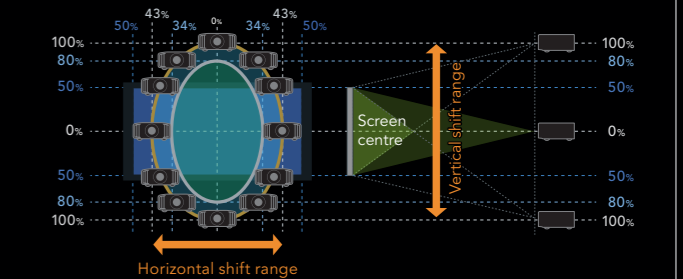 43% 0% 43%
50% 34% 34% 50%
100% 100%
80% 80%
50% 50%
0% Screen centre 0%
Vertical shift range
50% 50%
80% 80%
100% 100%
Horizontal shift range